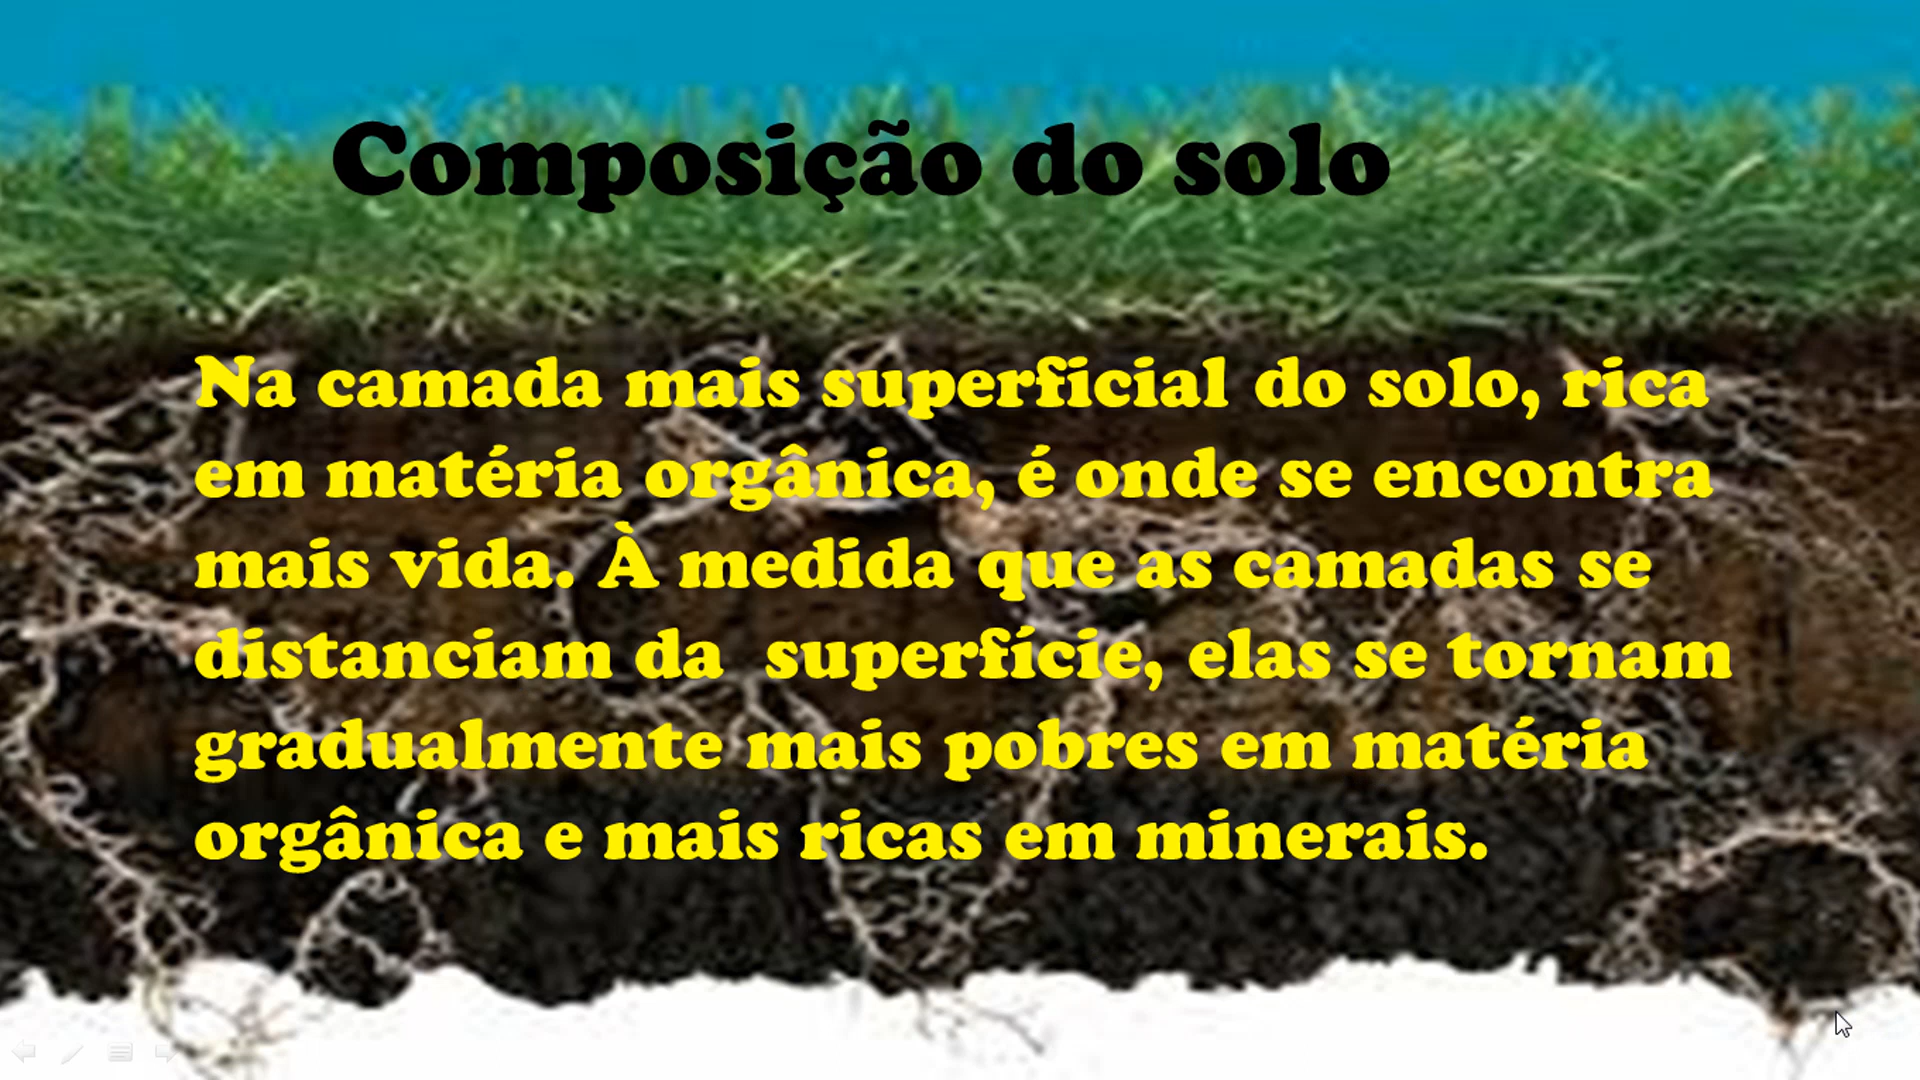 Composição do solo
Na camada mais superficial do solo, rica
em matéria orgânica, é onde se encontra
mais vida. À medida que as camadas se
distanciam da  superfície, elas se tornam
gradualmente mais pobres em matéria
orgânica e mais ricas em minerais.